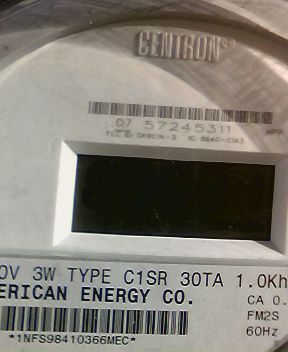 CENTRON®
07 57245311
0V 3W TYPE C1SR 30TA 1.0Kh
ERICAN ENERGY CO.
CA 0.
FM2S
60Hz
*1NFS98410366MEC*